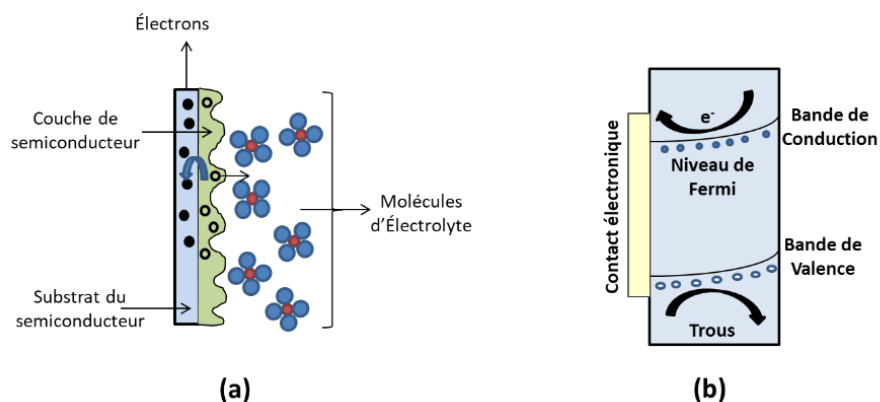 Électrons
Couche de
semiconducteur
Molécules
d'Électrolyte
Substrat du
semiconducteur
(a)
Contact électronique
e-
Bande de
Conduction
Niveau de
Fermi
Bande de
Valence
Trous
(b)